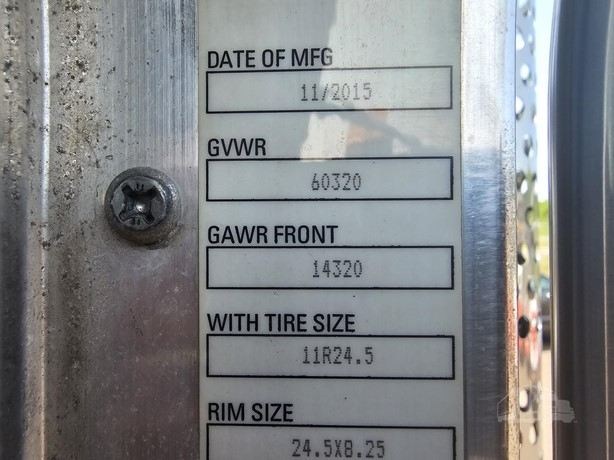 DATE OF MFG
11/2015
GVWR
60320
GAWR FRONT
14320
WITH TIRE SIZE
11R24.5
RIM SIZE
24.5X8.25